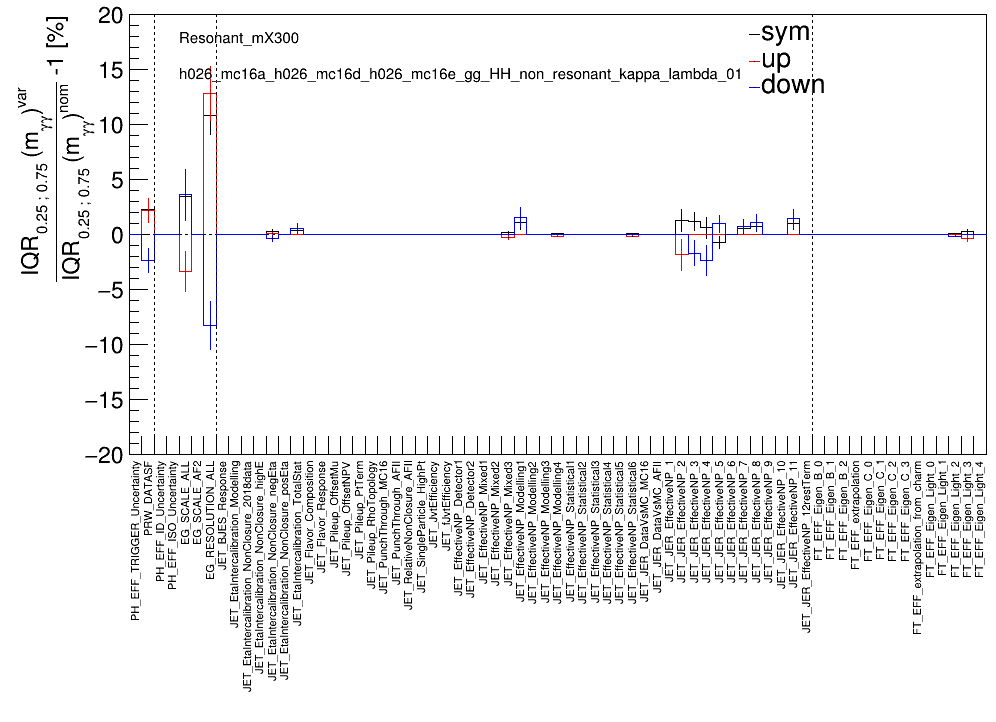 IQR0.25 ; 0.75 (mγγ)var
IQR0.25 ; 0.75 (mγγ)nom -1 [%]
20
15
10
5
0
−5
−10
−15
−20
Resonant_mX300
h026_mc16a_h026_mc16d_h026_mc16e_gg_HH_non_resonant_kappa_lambda_01
sym
up
down
PH_EFF_TRIGGER_Uncertainty
PRW_DATASF
PH_EFF_ID_Uncertainty
PH_EFF_ISO_Uncertainty
EG_SCALE_ALL
EG_SCALE_AF2
EG_RESOLUTION_ALL
JET_BJES_Response
JET_EtaIntercalibration_Modelling
JET_EtaIntercalibration_NonClosure_2018data
JET_EtaIntercalibration_NonClosure_highE
JET_EtaIntercalibration_NonClosure_negEta
JET_EtaIntercalibration_NonClosure_posEta
JET_EtaIntercalibration_TotalStat
JET_Flavor_Composition
JET_Flavor_Response
JET_Pileup_OffsetMu
JET_Pileup_OffsetNPV
JET_Pileup_PtTerm
JET_Pileup_RhoTopology
JET_PunchThrough_MC16
JET_PunchThrough_AFII
JET_RelativeNonClosure_AFII
JET_SingleParticle_HighPt
JET_JvtEfficiency
JET_fJvtEfficiency
JET_EffectiveNP_Detector1
JET_EffectiveNP_Detector2
JET_EffectiveNP_Mixed1
JET_EffectiveNP_Mixed2
JET_EffectiveNP_Mixed3
JET_EffectiveNP_Modelling1
JET_EffectiveNP_Modelling2
JET_EffectiveNP_Modelling3
JET_EffectiveNP_Modelling4
JET_EffectiveNP_Statistical1
JET_EffectiveNP_Statistical2
JET_EffectiveNP_Statistical3
JET_EffectiveNP_Statistical4
JET_EffectiveNP_Statistical5
JET_EffectiveNP_Statistical6
JET_JER_DataVsMC_MC16
JET_JER_DataVsMC_AFII
JET_JER_EffectiveNP_1
JET_JER_EffectiveNP_2
JET_JER_EffectiveNP_3
JET_JER_EffectiveNP_4
JET_JER_EffectiveNP_5
JET_JER_EffectiveNP_6
JET_JER_EffectiveNP_7
JET_JER_EffectiveNP_8
JET_JER_EffectiveNP_9
JET_JER_EffectiveNP_10
JET_JER_EffectiveNP_11
JET_JER_EffectiveNP_12restTerm
FT_EFF_Eigen_B_0
FT_EFF_Eigen_B_1
FT_EFF_Eigen_B_2
FT_EFF_extrapolation
FT_EFF_Eigen_C_0
FT_EFF_Eigen_C_1
FT_EFF_Eigen_C_2
FT_EFF_Eigen_C_3
FT_EFF_extrapolation_from_charm
FT_EFF_Eigen_Light_0
FT_EFF_Eigen_Light_1
FT_EFF_Eigen_Light_2
FT_EFF_Eigen_Light_3
FT_EFF_Eigen_Light_4